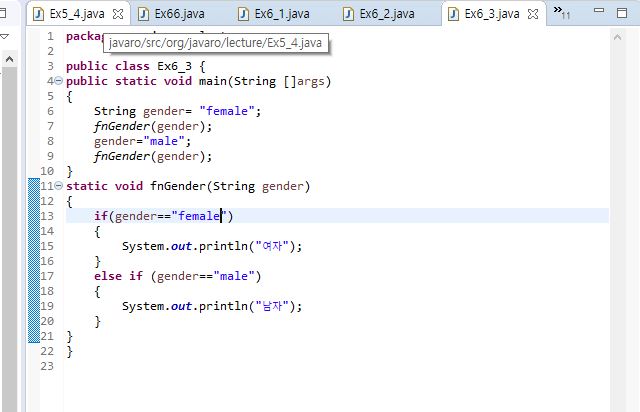 Ex5_4.java Ex66.java Ex6_1.java Ex6_2.java Ex6_3.java 11
javaro/src/org/javaro/lecture/Ex5_4.java
1 packag
2
3 public class Ex6_3 {
4 public static void main(String []args)
5 {
6 String gender= "female";
7 fnGender(gender);
8 gender="male";
9 fnGender(gender);
10 }
11 static void fnGender(String gender)
12 {
13 if(gender=="female")
14 {
15 System.out.println("여자");
16 }
17 else if (gender=="male")
18 {
19 System.out.println("남자");
20 }
21 }
22 }
23